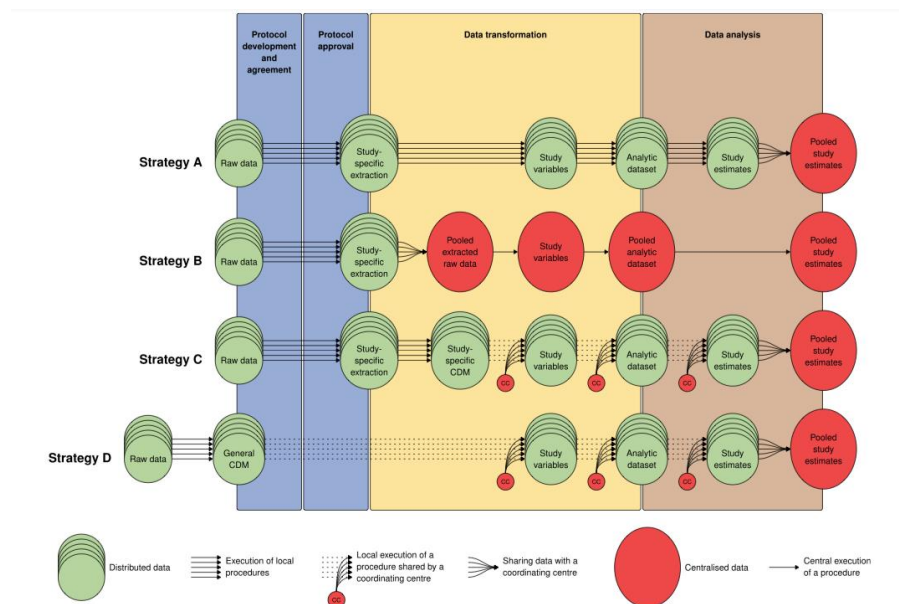 Protocol
development
and
agreement
Protocol
approval
Data transformation
Data analysis
Strategy A
Raw data
Study-
specific
extraction
Study
variables
Analytic
dataset
Study
estimates
Pooled
study
estimates
Strategy B
Raw data
Study-
specific
extraction
Pooled
extracted
raw data
Study
variables
Pooled
analytic
dataset
Pooled
study
estimates
Strategy C
Raw data
Study-
specific
extraction
Study-
specific
CDM
CC
Study
variables
CC
Analytic
dataset
CC
Study
estimates
Pooled
study
estimates
Strategy D
Raw data
General
CDM
CC
Study
variables
CC
Analytic
dataset
CC
Study
estimates
Pooled
study
estimates
Distributed data
Execution of local
procedures
CC
Local execution of a
procedure shared by a
coordinating centre
Sharing data with a
coordinating centre
Centralised data
Central execution
of a procedure